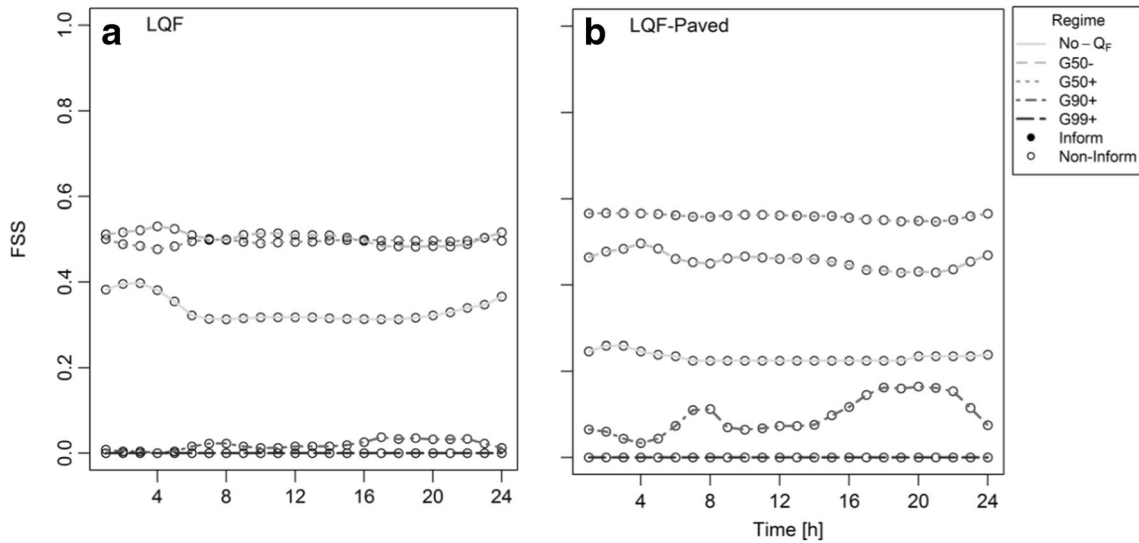 a LQF
b LQF-Paved
Regime
No – QF
G50-
G50+
G90+
G99+
Inform
Non-Inform
FSS
1.0
0.8
0.6
0.4
0.2
0.0
4 8 12 16 20 24
4 8 12 16 20 24
Time [h]